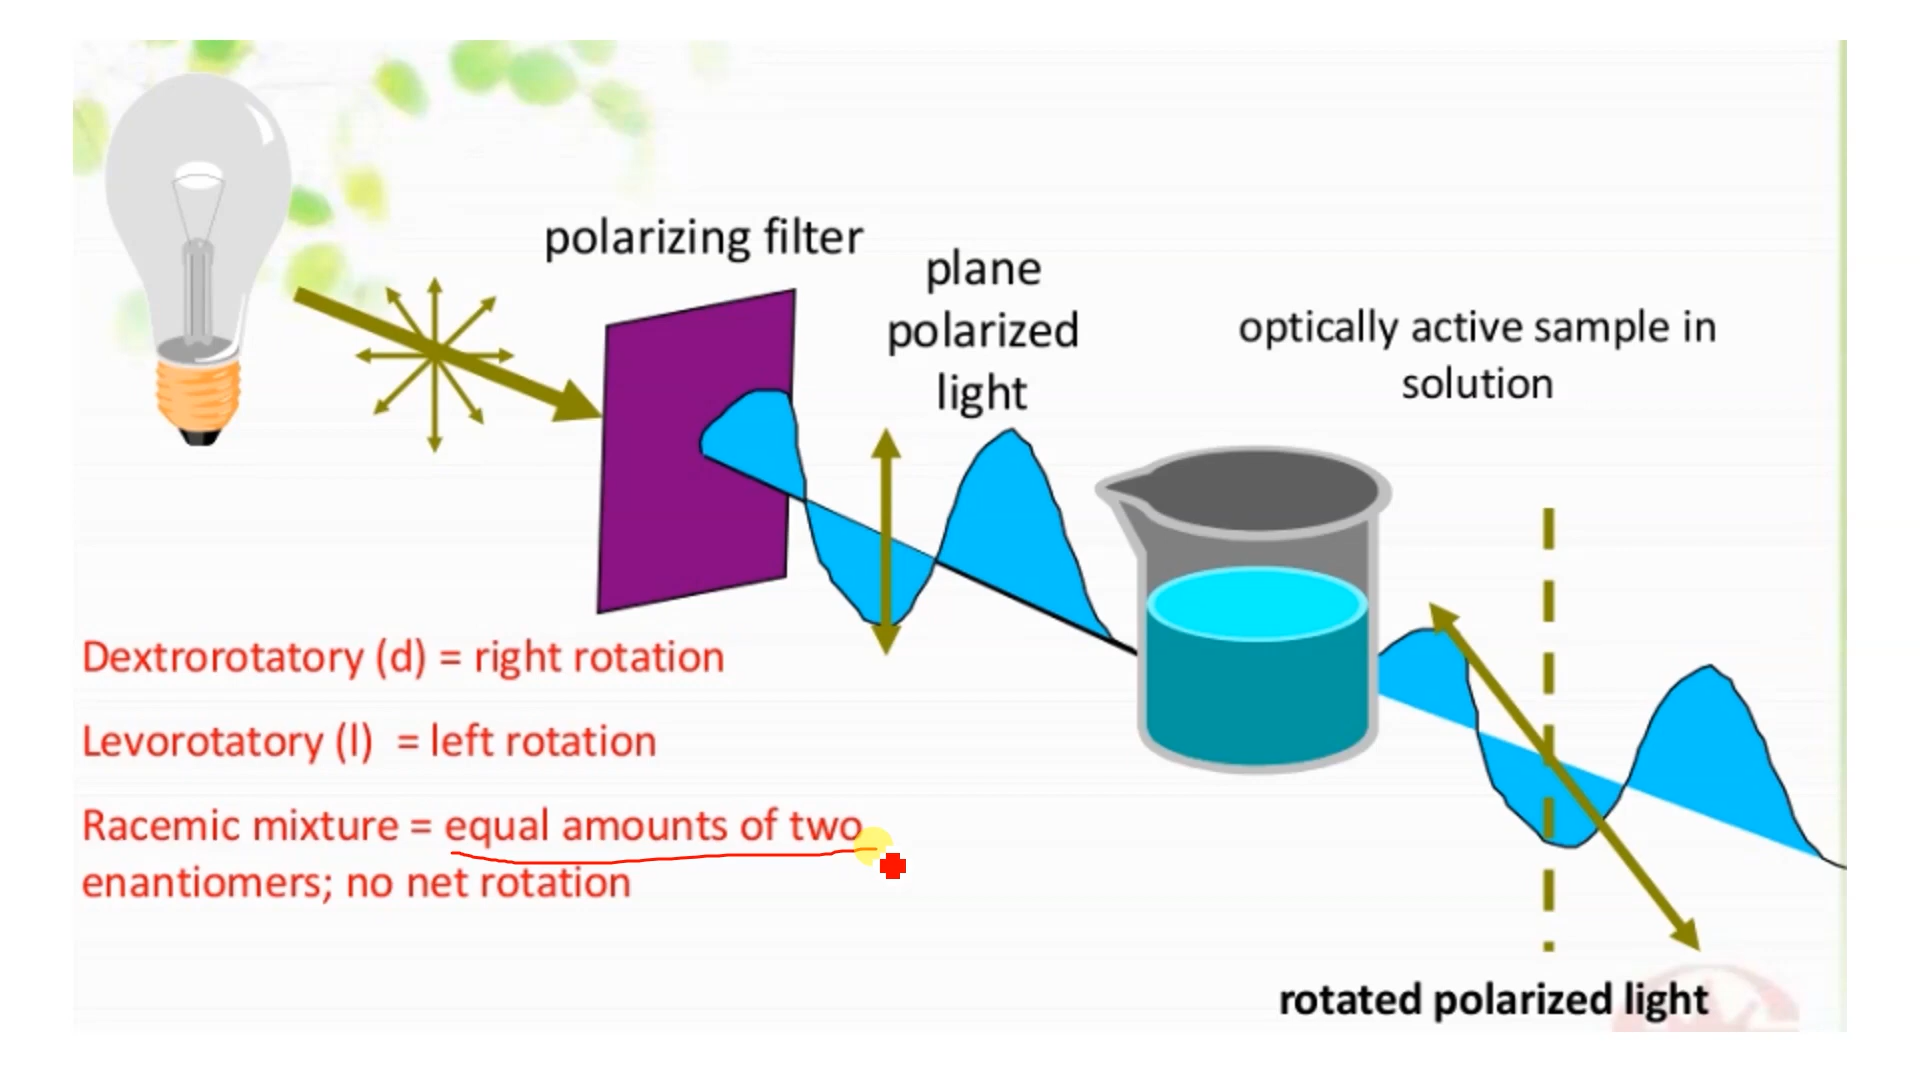 polarizing filter
plane
polarized
light
optically active sample in
solution
Dextrorotatory (d) = right rotation
Levorotatory (l)  = left rotation
Racemic mixture = equal amounts of two
enantiomers; no net rotation
rotated polarized light